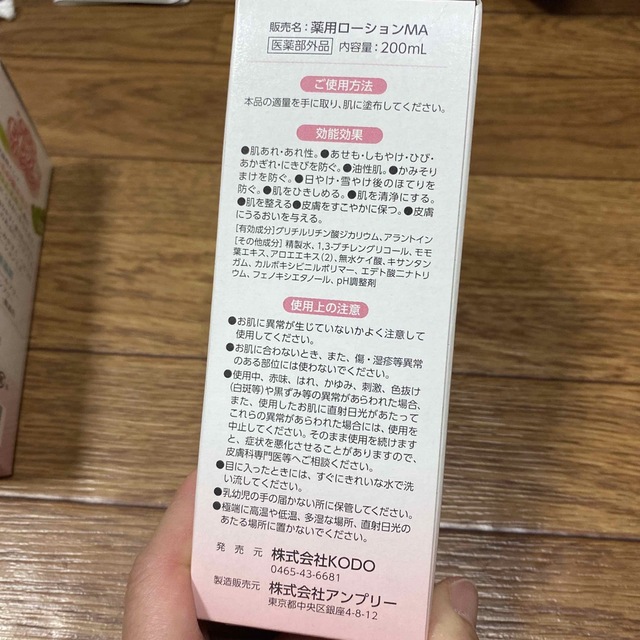 販売名：薬用ローションMA
医薬部外品 内容量：200mL
ご使用方法
本品の適量を手に取り、肌に塗布してください。
効能効果
●肌あれ・あれ性。●あせも・しもやけ・ひび・
あかぎれ・にきびを防ぐ。●油性肌。●かみそり
まけを防ぐ。●日やけ・雪やけ後のほてりを
防ぐ。●肌をひきしめる。●肌を清浄にする。
●肌を整える●皮膚をすこやかに保つ。●皮膚
にうるおいを与える。
[有効成分]グリチルリチン酸ジカリウム、アラントイン
[その他成分] 精製水、1,3-ブチレングリコール、モモ
葉エキス、アロエエキス(2)、無水ケイ酸、キサンタン
ガム、カルボキシビニルポリマー、エデト酸二ナトリ
ウム、フェノキシエタノール、pH調整剤
使用上の注意
●お肌に異常が生じていないかよく注意して
使用してください。
●お肌に合わないとき、また、傷・湿疹等異常
のある部位には使わないでください。
●使用中、赤味、はれ、かゆみ、刺激、色抜け
(白斑等)や黒ずみ等の異常があらわれた場合、
また、使用したお肌に直射日光があたって
これらの異常があらわれた場合には、使用を
中止してください。そのまま使用を続けます
と、症状を悪化させることがありますので、
皮膚科専門医等へご相談ください。
●目に入ったときには、すぐにきれいな水で洗
い流してください。
●乳幼児の手の届かない所に保管してください。
●極端に高温や低温、多湿な場所、直射日光の
あたる場所に置かないでください。
発売元 株式会社KODO
0465-43-6681
製造販売元 株式会社アンプリー
東京都中央区銀座4-8-12